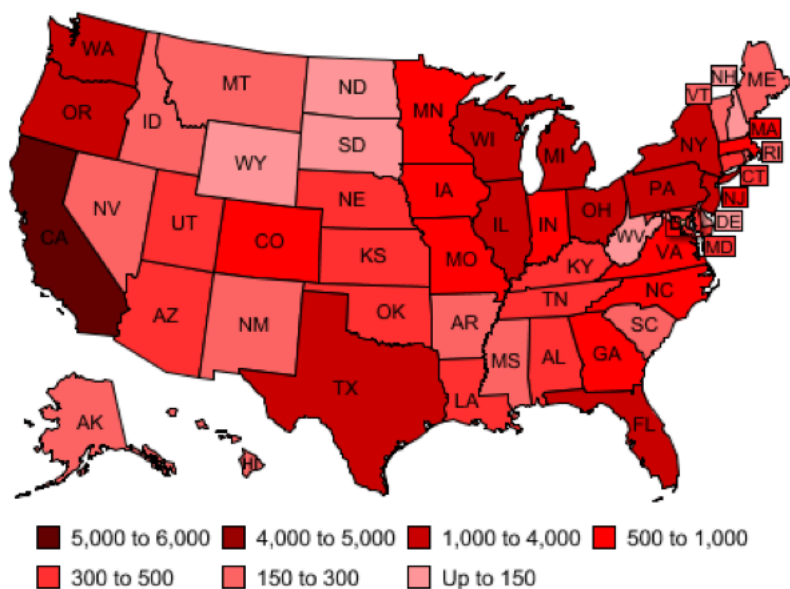 WA
MT
ND
MN
NH
ME
VT
OR
ID
SD
WI
MI
NY
MA
RI
WY
CT
IA
PA
NJ
NE
NV
UT
IL
IN
OH
DE
CA
CO
WV
MD
KS
MO
KY
VA
TN
NC
AZ
NM
OK
AR
SC
MS
AL
GA
TX
LA
AK
FL
HI
5,000 to 6,000
4,000 to 5,000
1,000 to 4,000
500 to 1,000
300 to 500
150 to 300
Up to 150